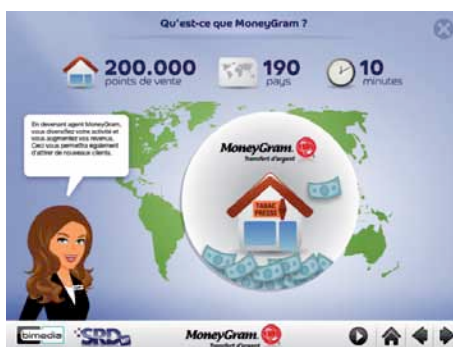 Qu'est-ce que MoneyGram ?
200.000
points de vente
190
pays
10
minutes
En devenant agent MoneyGram,
vous diversifiez votre activité et
vous augmentez vos revenus.
Ceci vous permettra également
d'attirer de nouveaux clients.
MoneyGram.
Transfert d'argent
TABAC
PRESSE
bimedia
SRD
MoneyGram.
Transfert d'argent